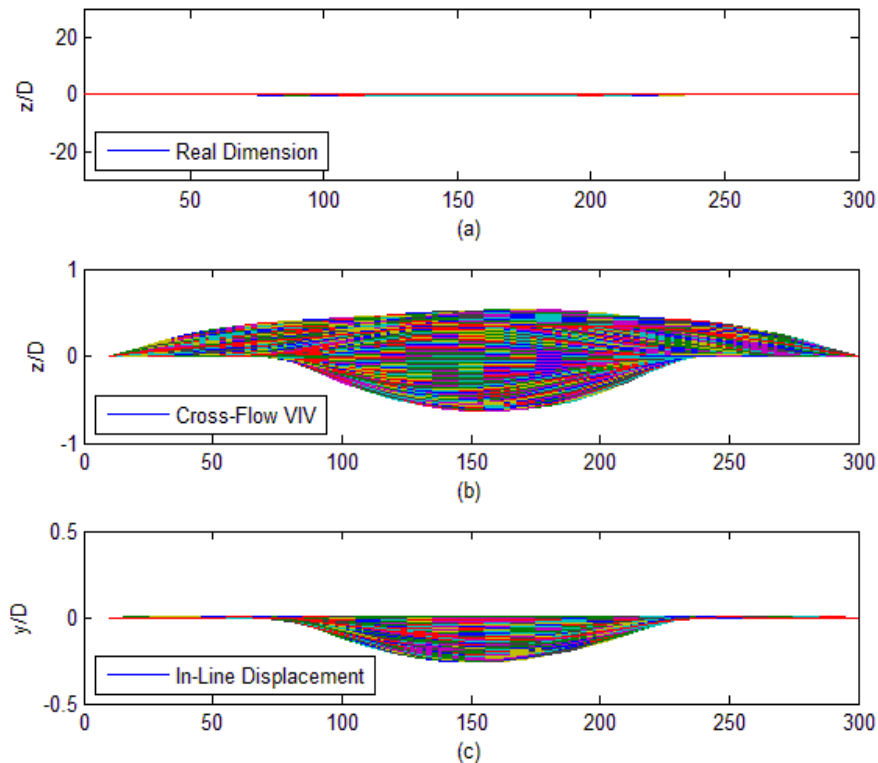 z/D
20
0
-20
Real Dimension
50 100 150 200 250 300
(a)
z/D
1
0
-1
Cross-Flow VIV
0 50 100 150 200 250 300
(b)
y/D
0.5
0
-0.5
In-Line Displacement
0 50 100 150 200 250 300
(c)